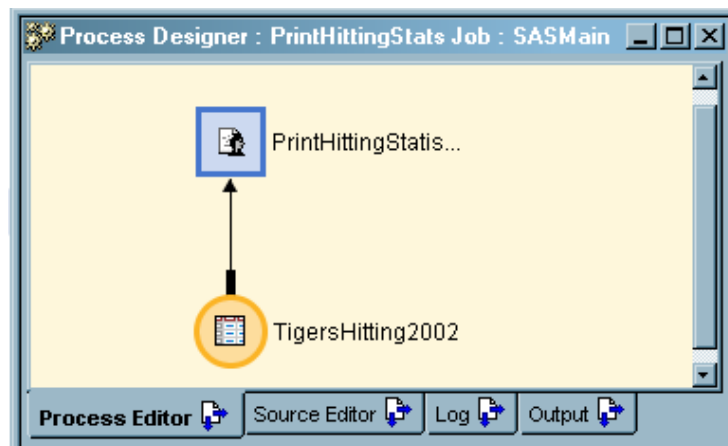 Process Designer : PrintHittingStats Job : SASMain
PrintHittingStatis...
TigersHitting2002
Process Editor
Source Editor
Log
Output